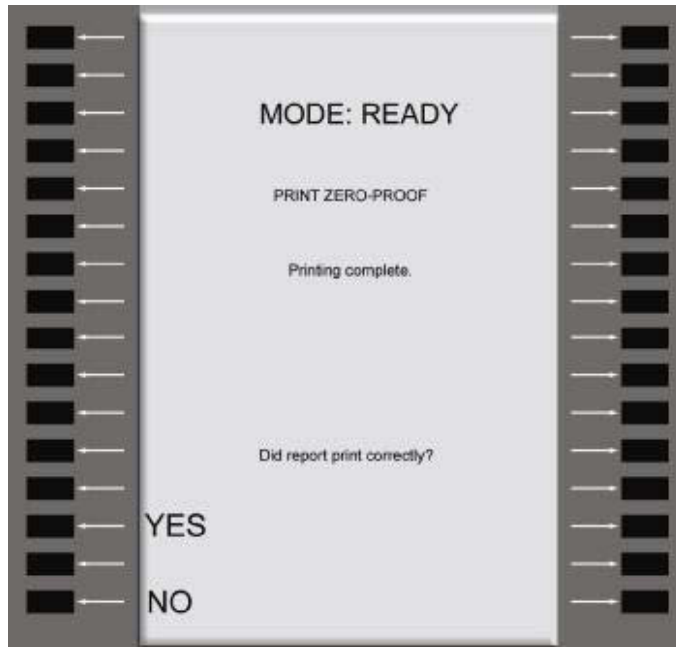 MODE: READY
PRINT ZERO-PROOF
Printing complete.
Did report print correctly?
YES
NO